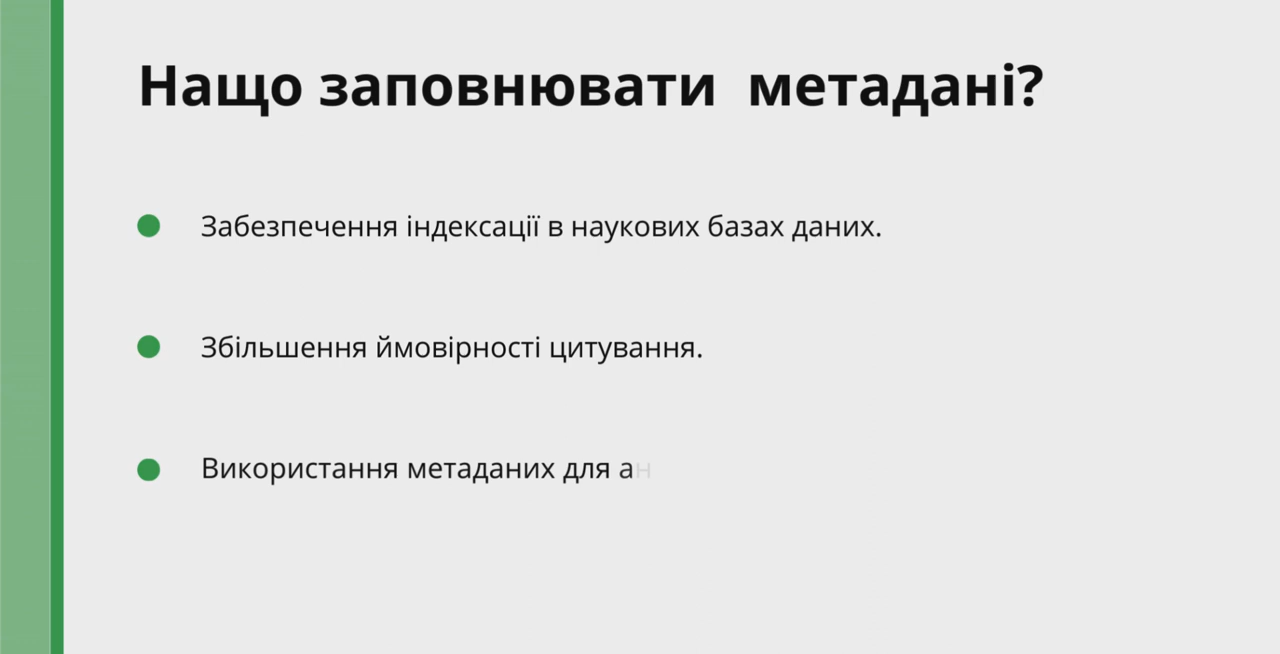 Нащо заповнювати  метадані?
Забезпечення індексації в наукових базах даних.
Збільшення ймовірності цитування.
Використання метаданих для ан